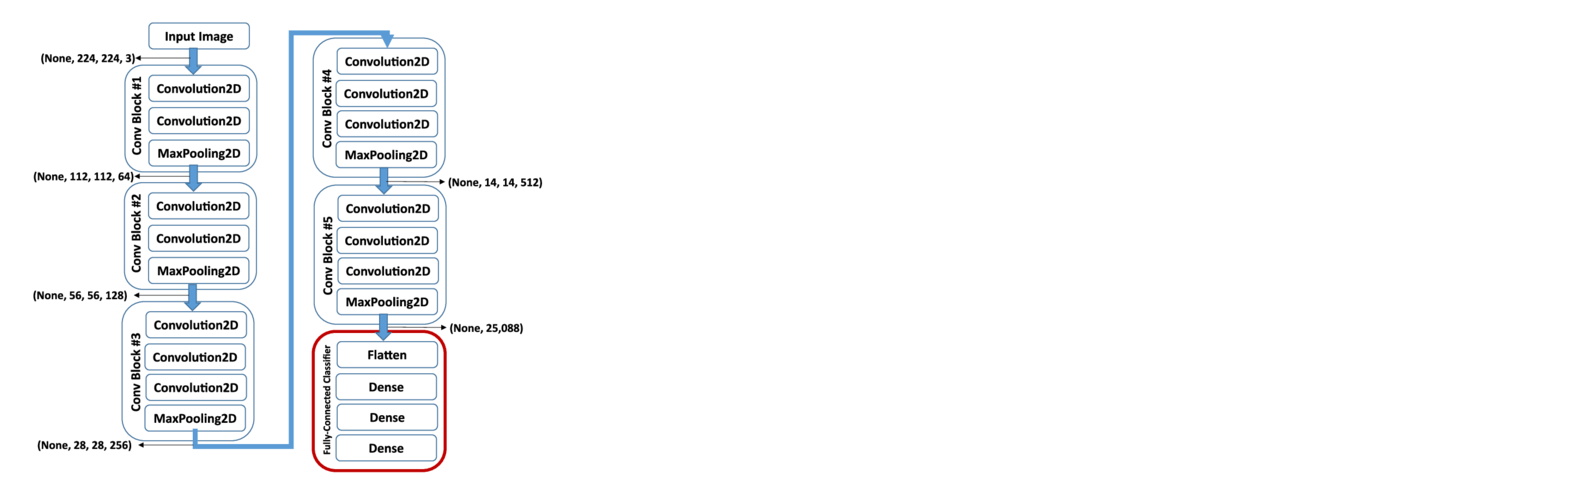 Input Image
(None, 224, 224, 3)
Conv Block #1
Convolution2D
Convolution2D
MaxPooling2D
(None, 112, 112, 64)
Conv Block #2
Convolution2D
Convolution2D
MaxPooling2D
(None, 56, 56, 128)
Conv Block #3
Convolution2D
Convolution2D
Convolution2D
MaxPooling2D
(None, 28, 28, 256)
Conv Block #4
Convolution2D
Convolution2D
Convolution2D
MaxPooling2D
(None, 14, 14, 512)
Conv Block #5
Convolution2D
Convolution2D
Convolution2D
MaxPooling2D
(None, 25,088)
Fully-Connected Classifier
Flatten
Dense
Dense
Dense